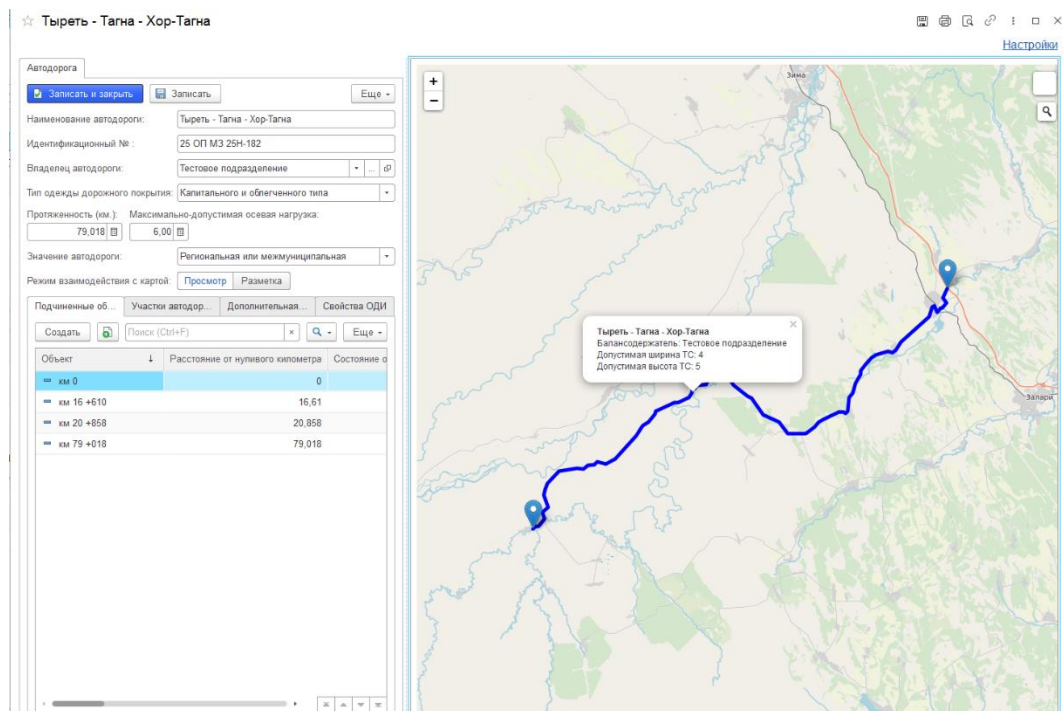 Тыреть - Тагна - Хор-Тагна
Настройки
Автодорога
Записать и закрыть
Записать
Еще
Наименование автодороги:
Тыреть - Тагна - Хор-Тагна
Идентификационный № :
25 ОП МЗ 25Н-182
Владелец автодороги:
Тестовое подразделение
Тип одежды дорожного покрытия:
Капитального и облегченного типа
Протяженность (км.):
Максимально-допустимая осевая нагрузка:
79,018
6,00
Значение автодороги:
Региональная или межмуниципальная
Режим взаимодействия с картой:
Просмотр
Разметка
Подчиненные об...
Участки автодор...
Дополнительная...
Свойства ОДИ
Создать
Поиск (Ctrl+F)
×
Еще
Объект
↓
Расстояние от нуливого километра
Состояние о
км 0
0
км 16 +610
16,61
км 20 +858
20,858
км 79 +018
79,018
+
−
Зима
Тыреть - Тагна - Хор-Тагна
Балансодержатель: Тестовое подразделение
Допустимая ширина ТС: 4
Допустимая высота ТС: 5
Залари